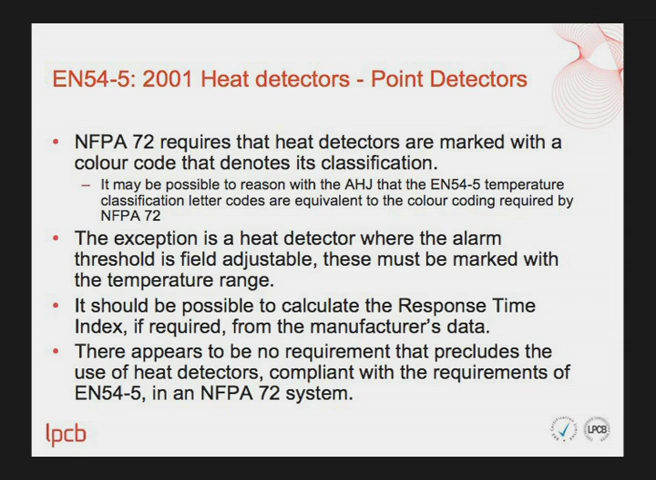 EN54-5: 2001 Heat detectors - Point Detectors
• NFPA 72 requires that heat detectors are marked with a
colour code that denotes its classification.
– It may be possible to reason with the AHJ that the EN54-5 temperature
classification letter codes are equivalent to the colour coding required by
NFPA 72
• The exception is a heat detector where the alarm
threshold is field adjustable, these must be marked with
the temperature range.
• It should be possible to calculate the Response Time
Index, if required, from the manufacturer's data.
• There appears to be no requirement that precludes the
use of heat detectors, compliant with the requirements of
EN54-5, in an NFPA 72 system.
lpcb
LPCB